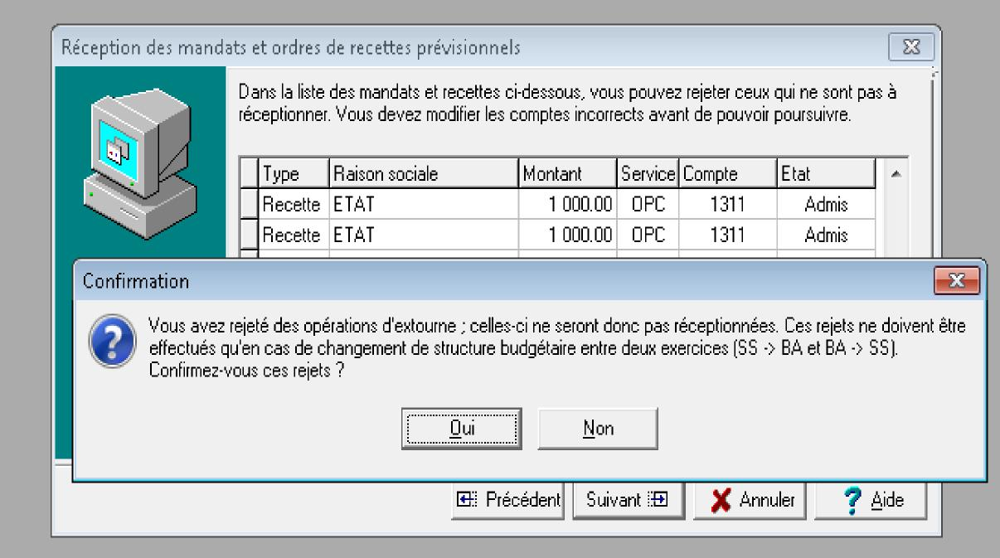 Réception des mandats et ordres de recettes prévisionnels
Dans la liste des mandats et recettes ci-dessous, vous pouvez rejeter ceux qui ne sont pas à
réceptionner. Vous devez modifier les comptes incorrects avant de pouvoir poursuivre.
Type Raison sociale Montant Service Compte Etat
Recette ETAT 1 000.00 OPC 1311 Admis
Recette ETAT 1 000.00 OPC 1311 Admis
Confirmation
Vous avez rejeté des opérations d'extourne ; celles-ci ne seront donc pas réceptionnées. Ces rejets ne doivent être
effectués qu'en cas de changement de structure budgétaire entre deux exercices (SS -> BA et BA -> SS).
Confirmez-vous ces rejets ?
Oui Non
Précédent Suivant Annuler Aide